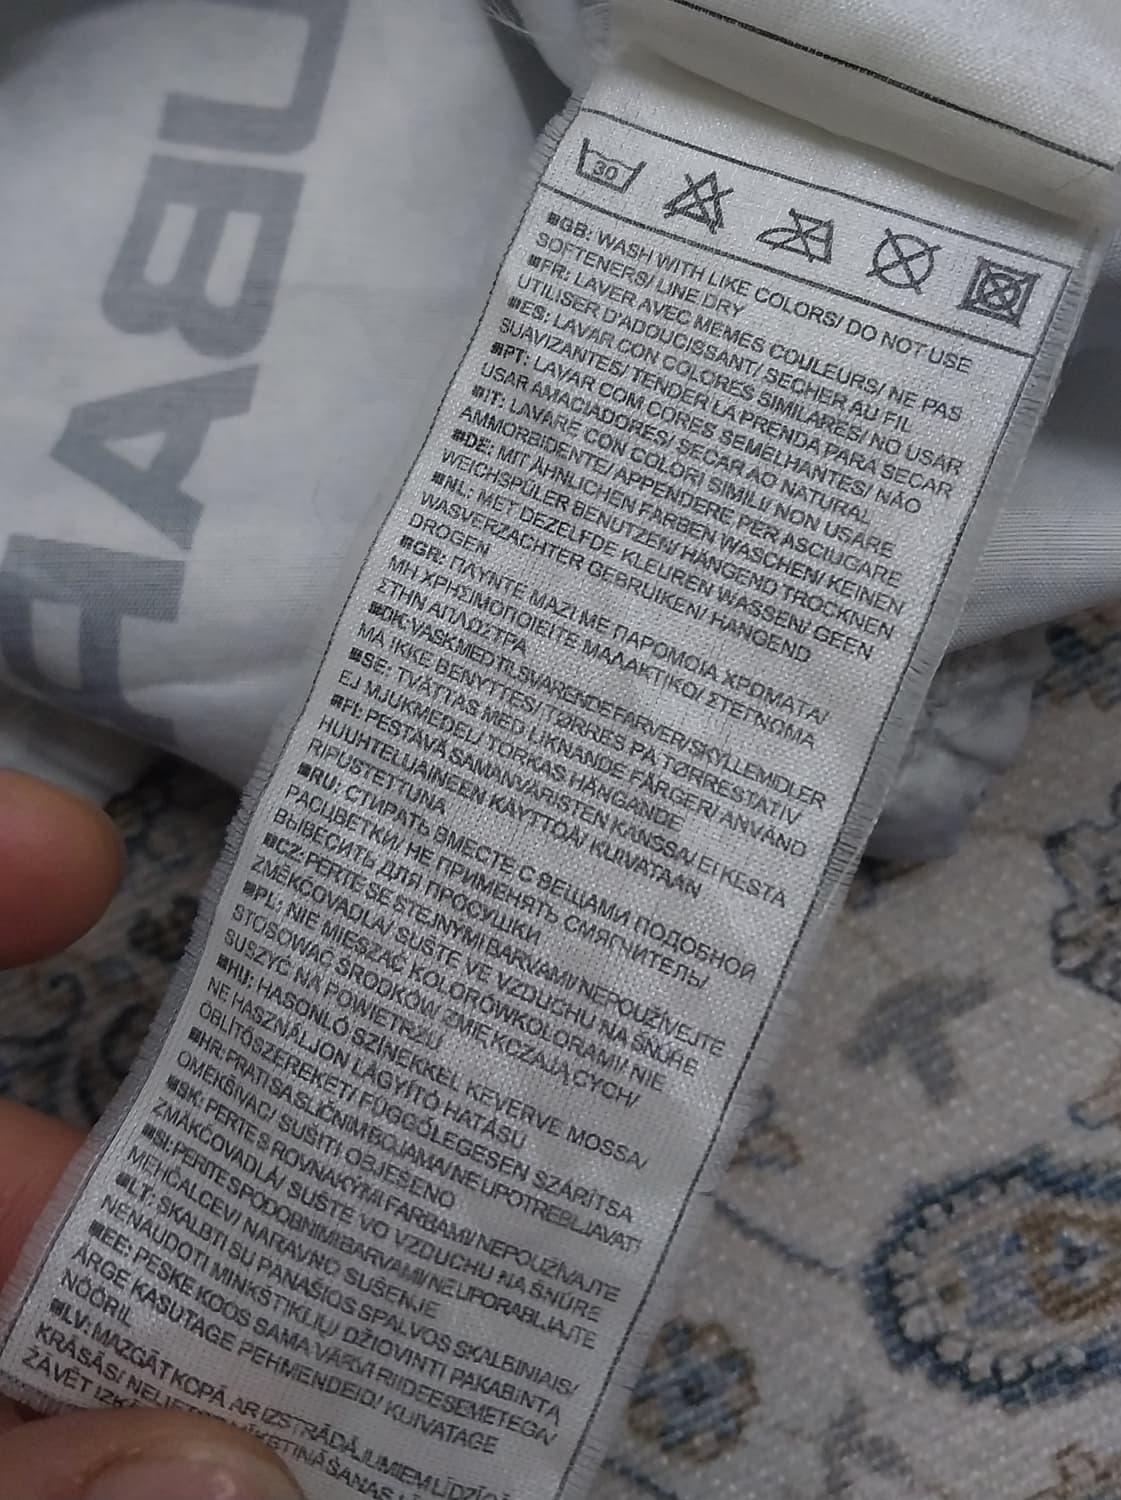 30
GB: WASH WITH LIKE COLORS/ DO NOT USE
SOFTENERS/ LINE DRY
FR: LAVER AVEC MEMES COULEURS/ NE PAS
UTILISER D'ADOUCISSANT/ SECHER AU FIL
ES: LAVAR CON COLORES SIMILARES/ NO USAR
SUAVIZANTES/ TENDER LA PRENDA PARA SECAR
PT: LAVAR COM CORES SEMELHANTES/ NÃO
USAR AMACIADORES/ SECAR AO NATURAL
IT: LAVARE CON COLORI SIMILI/ NON USARE
AMMORBIDENTE/ APPENDERE PER ASCIUGARE
DE: MIT ÄHNLICHEN FARBEN WASCHEN/ KEINEN
WEICHSPÜLER BENUTZEN/ HÄNGEND TROCKNEN
NL: MET DEZELFDE KLEUREN WASSEN/ GEEN
WASVERZACHTER GEBRUIKEN/ HANGEND
DROGEN
GR: ΠΛΥΝΤΕ ΜΑΖΙ ΜΕ ΠΑΡΟΜΟΙΑ ΧΡΩΜΑΤΑ/
ΜΗ ΧΡΗΣΙΜΟΠΟΙΕΙΤΕ ΜΑΛΑΚΤΙΚΟ/ ΣΤΕΓΝΩΜΑ
ΣΤΗΝ ΑΠΛΩΣΤΡΑ
DK: VASK MED TILSVARENDE FARVER/SKYLLEMIDLER
MÅ IKKE BENYTTES/ TØRRES PÅ TØRRESTATIV
SE: TVÄTTAS MED LIKNANDE FÄRGER/ ANVÄND
EJ MJUKMEDEL/ TORKAS HÄNGANDE
FI: PESTÄVÄ SAMANVÄRISTEN KANSSA/ EI KESTÄ
HUUHTELUAINEEN KÄYTTÖÄ/ KUIVATAAN
RIPUSTETTUNA
RU: СТИРАТЬ ВМЕСТЕ С ВЕЩАМИ ПОДОБНОЙ
РАСЦВЕТКИ/ НЕ ПРИМЕНЯТЬ СМЯГЧИТЕЛЬ/
ВЫВЕСИТЬ ДЛЯ ПРОСУШКИ
CZ: PERTE SE STEJNÝMI BARVAMI/ NEPOUŽÍVEJTE
ZMĚKČOVADLA/ SUŠTE VE VZDUCHU NA ŠŇŮŘE
PL: NIE MIESZAĆ KOLORÓWKOLORAMI/ NIE
STOSOWAĆ ŚRODKÓW ZMIĘKCZAJĄCYCH/
SUSZYĆ NA POWIETRZU
HU: HASONLÓ SZÍNEKKEL KEVERVE MOSSA/
NE HASZNÁLJON LÁGYÍTÓ HATÁSÚ
ÖBLÍTŐSZEREKET/ FÜGGŐLEGESEN SZÁRÍTSA
HR: PRATI SA SLIČNIM BOJAMA/ NE UPOTREBLJAVATI
OMEKŠIVAČ/ SUŠITI OBJEŠENO
SK: PERTE S ROVNAKÝMI FARBAMI/ NEPOUŽÍVAJTE
ZMÄKČOVADLÁ/ SUŠTE VO VZDUCHU NA ŠNÚRE
SI: PERITE S PODOBNIMI BARVAMI/ NE UPORABLJAJTE
MEHČALCEV/ NARAVNO SUŠENJE
LT: SKALBTI SU PANAŠIOS SPALVOS SKALBINIAIS/
NENAUDOTI MINKŠTIKLIŲ/ DŽIOVINTI PAKABINTĄ
EE: PESKE KOOS SAMA VÄRVI RIIDEESEMETEGA/
ÄRGE KASUTAGE PEHMENDEID/ KUIVATAGE
NÖÖRIL
LV: MAZGĀT KOPĀ AR IZSTRĀDĀJUMIEM LĪDZĪGĀ
KRĀSĀS/ NELIETOT
ŽĀVĒT